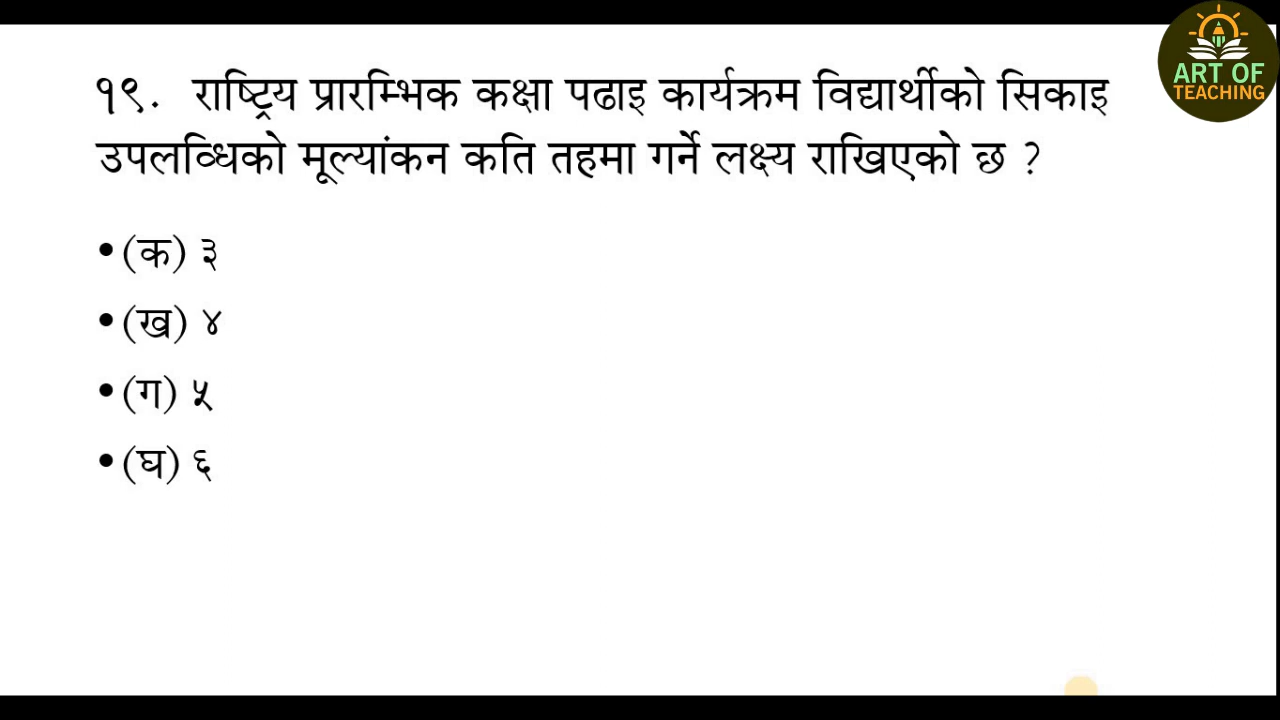 १९. राष्ट्रिय प्रारम्भिक कक्षा पढाइ कार्यक्रम विद्यार्थीको सिकाइ
उपलव्धिको मूल्यांकन कति तहमा गर्ने लक्ष्य राखिएको छ ?
•(क) ३
•(ख) ४
•(ग) ५
•(घ) ६
ART OF
TEACHING